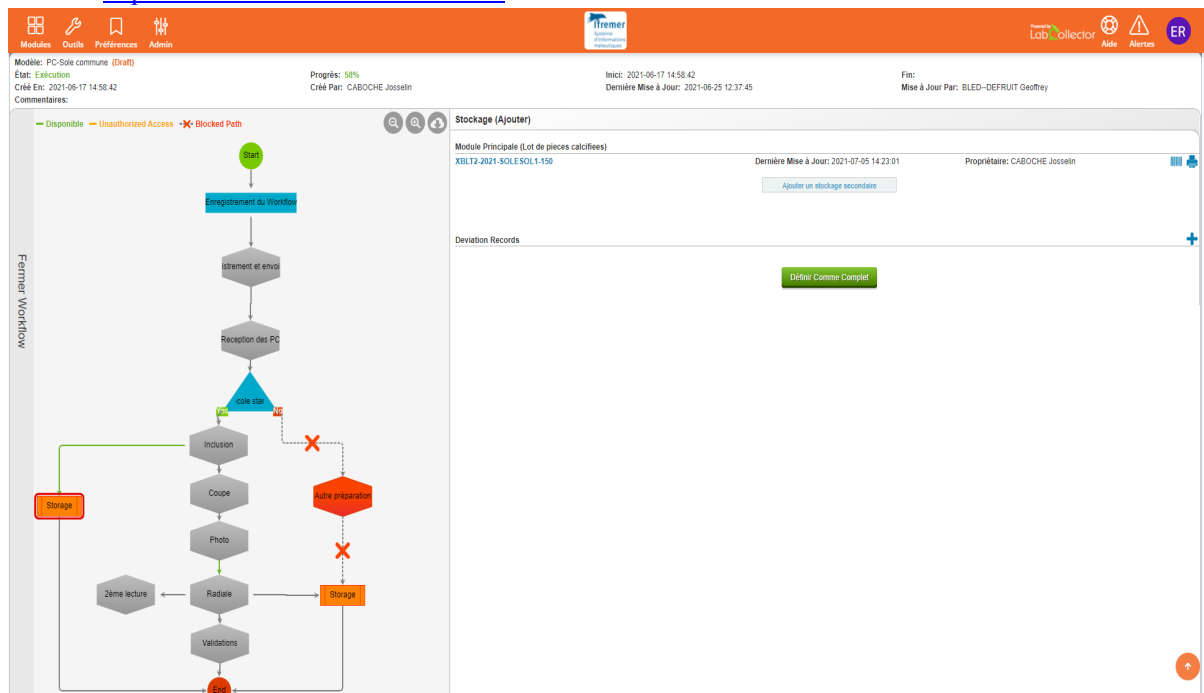 ifremer
Système
d'Informations
Halieutiques
Powered by
LabCollector
ER
Modules Outils Préférences Admin
Aide Alertes
Modèle: PC-Sole commune (Draft)
État: Exécution Progrès: 58% Inici: 2021-06-17 14:58:42 Fin:
Créé En: 2021-06-17 14:58:42 Créé Par: CABOCHE Josselin Dernière Mise à Jour: 2021-06-25 12:37:45 Mise à Jour Par: BLED--DEFRUIT Geoffrey
Commentaires:
Disponible Unauthorized Access Blocked Path
Fermer Workflow
Start
Enregistrement du Workflow
istrement et envoi
Reception des PC
cole star
Yes No
Inclusion
Storage
Coupe
Autre préparation
Photo
2ème lecture
Radiale
Storage
Validations
End
Stockage (Ajouter)
Module Principale (Lot de pieces calcifiees)
XBLT2-2021-SOLESOL1-150 Dernière Mise à Jour: 2021-07-05 14:23:01 Propriétaire: CABOCHE Josselin
Ajouter un stockage secondaire
Deviation Records
Définir Comme Complet